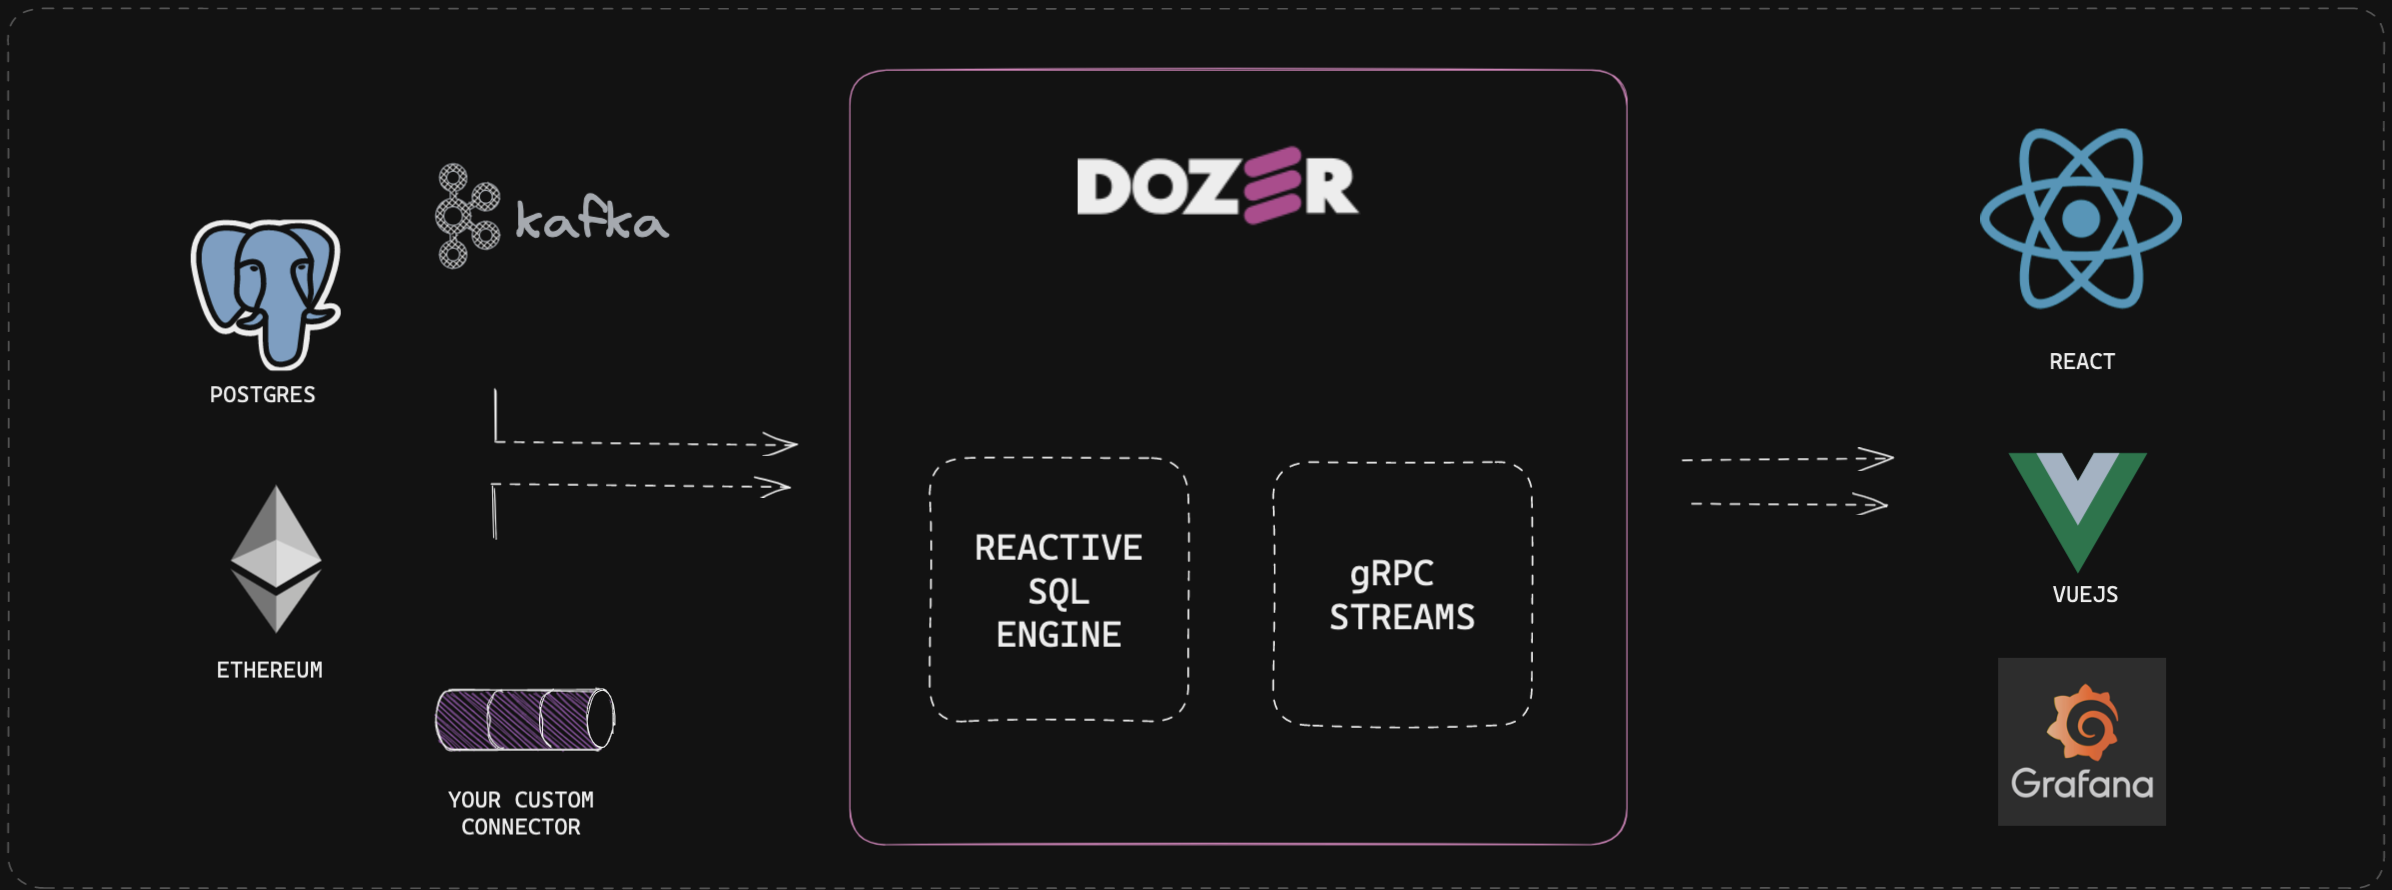 kafka
POSTGRES
ETHEREUM
YOUR CUSTOM
CONNECTOR
DOZER
REACTIVE
SQL
ENGINE
gRPC
STREAMS
REACT
VUEJS
Grafana